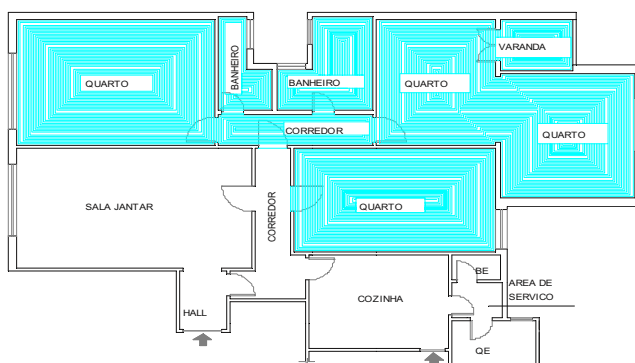 VARANDA
BANHEIRO
QUARTO
BANHEIRO
QUARTO
CORREDOR
QUARTO
SALA JANTAR
CORREDOR
QUARTO
HALL
COZINHA
BE
AREA DE
SERVICO
QE